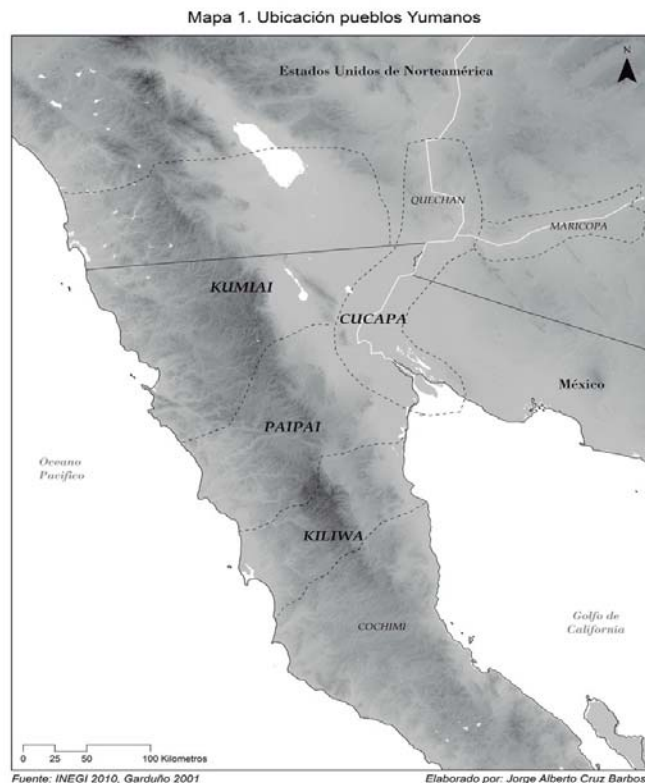 Mapa 1. Ubicación pueblos Yumanos
N
Estados Unidos de Norteamérica
QUECHAN
MARICOPA
KUMIAI
CUCAPA
México
PAIPAI
Oceano
Pacifico
KILIWA
COCHIMI
Golfo de
California
0 25 50 100 Kilometros
Fuente: INEGI 2010, Garduño 2001
Elaborado por: Jorge Alberto Cruz Barbos